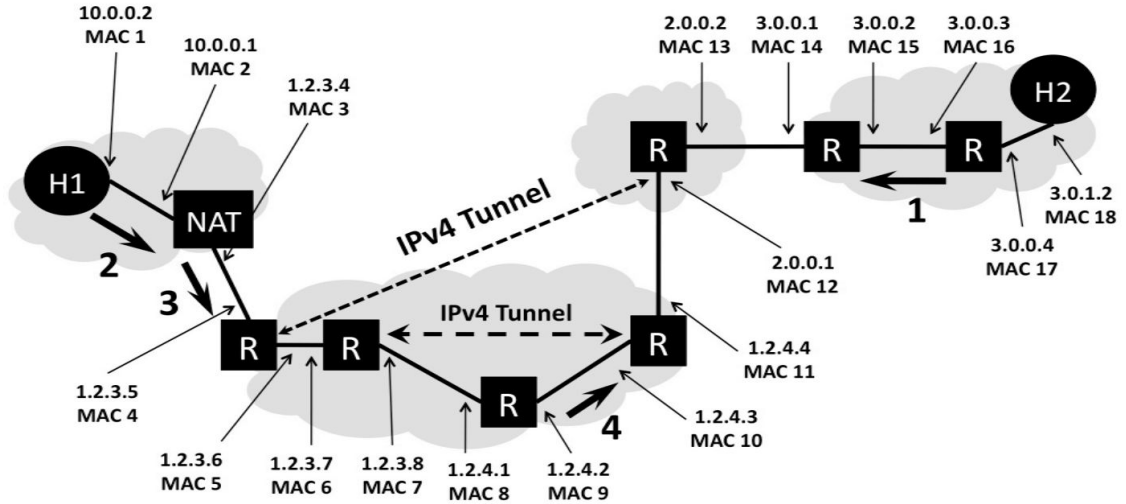 10.0.0.2
MAC 1
10.0.0.1
MAC 2
1.2.3.4
MAC 3
2.0.0.2
MAC 13
3.0.0.1
MAC 14
3.0.0.2
MAC 15
3.0.0.3
MAC 16
H2
H1
NAT
R
R
R
1
2
3
IPv4 Tunnel
3.0.1.2
MAC 18
3.0.0.4
MAC 17
2.0.0.1
MAC 12
IPv4 Tunnel
R
R
R
R
4
1.2.3.5
MAC 4
1.2.4.4
MAC 11
1.2.4.3
MAC 10
1.2.3.6
MAC 5
1.2.3.7
MAC 6
1.2.3.8
MAC 7
1.2.4.1
MAC 8
1.2.4.2
MAC 9